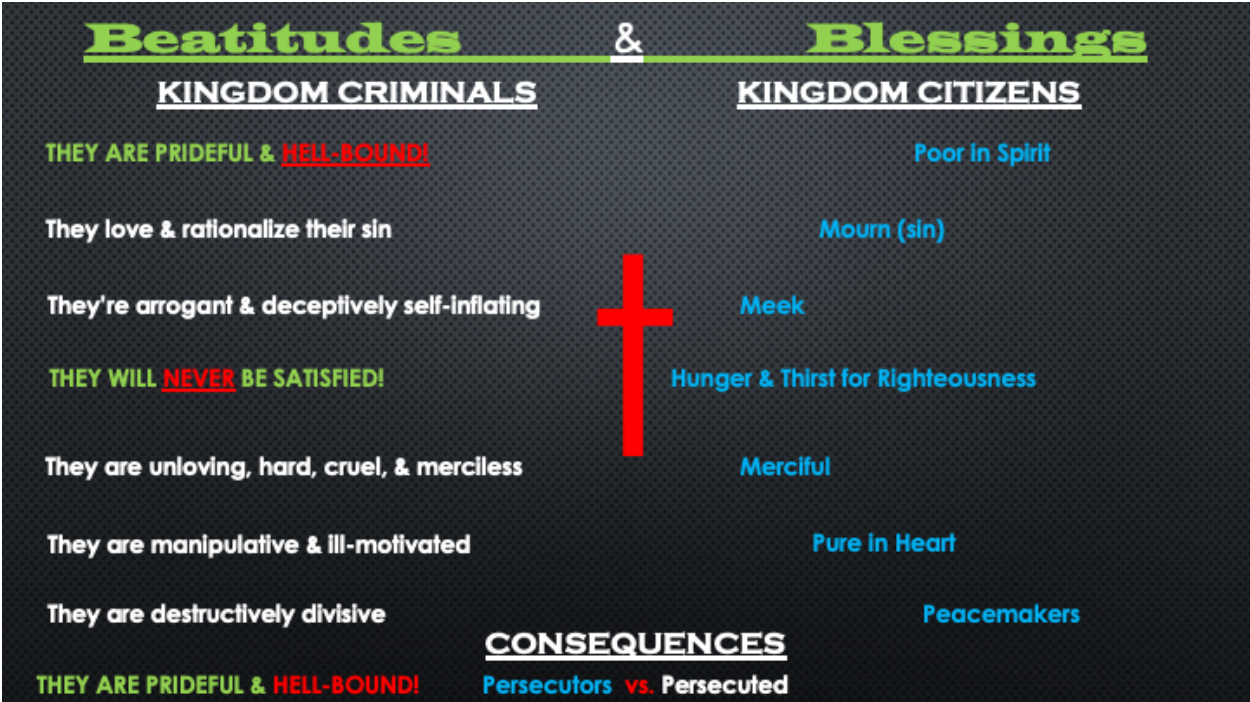 Beatitudes & Blessings
KINGDOM CRIMINALS KINGDOM CITIZENS
THEY ARE PRIDEFUL & HELL-BOUND! Poor in Spirit
They love & rationalize their sin Mourn (sin)
They're arrogant & deceptively self-inflating Meek
THEY WILL NEVER BE SATISFIED! Hunger & Thirst for Righteousness
They are unloving, hard, cruel, & merciless Merciful
They are manipulative & ill-motivated Pure in Heart
They are destructively divisive Peacemakers
CONSEQUENCES
THEY ARE PRIDEFUL & HELL-BOUND! Persecutors vs. Persecuted